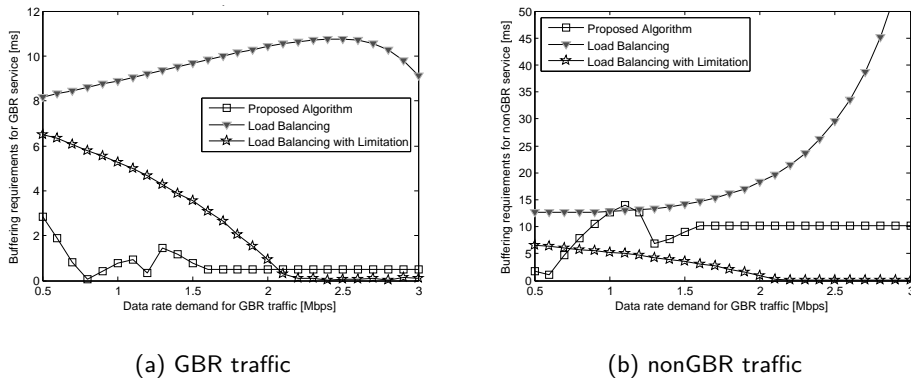 12
10
8
6
4
2
0
0.5
1
1.5
2
2.5
3
Buffering requirements for GBR service [ms]
Data rate demand for GBR traffic [Mbps]
Proposed Algorithm
Load Balancing
Load Balancing with Limitation
(a) GBR traffic
50
45
40
35
30
25
20
15
10
5
0
0.5
1
1.5
2
2.5
3
Buffering requirements for nonGBR service [ms]
Data rate demand for GBR traffic [Mbps]
Proposed Algorithm
Load Balancing
Load Balancing with Limitation
(b) nonGBR traffic